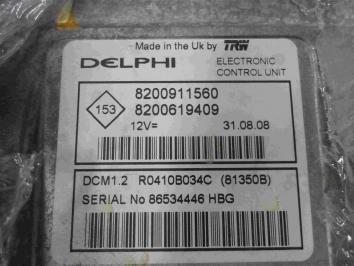 Made in the Uk by TRW
DELPHI ELECTRONIC
CONTROL UNIT
153
8200911560
8200619409
12V= 31.08.08
DCM1.2 R0410B034C (81350B)
SERIAL No 86534446 HBG